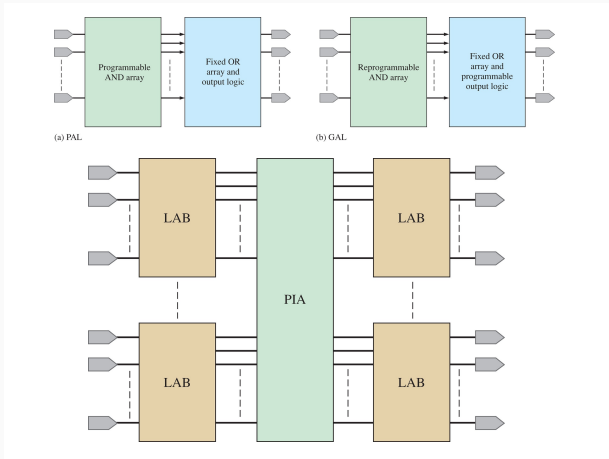 Programmable
AND array
Fixed OR
array and
output logic
Reprogrammable
AND array
Fixed OR
array and
programmable
output logic
(a) PAL
(b) GAL
LAB
LAB
PIA
LAB
LAB